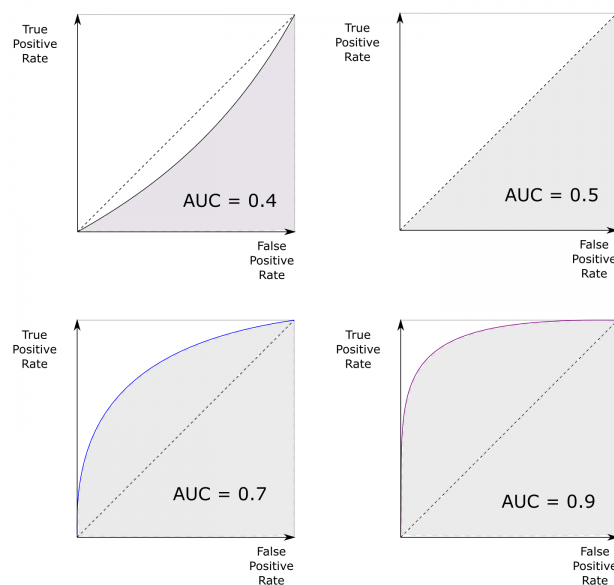 True
Positive
Rate
AUC = 0.4
False
Positive
Rate
True
Positive
Rate
AUC = 0.5
False
Positive
Rate
True
Positive
Rate
AUC = 0.7
False
Positive
Rate
True
Positive
Rate
AUC = 0.9
False
Positive
Rate